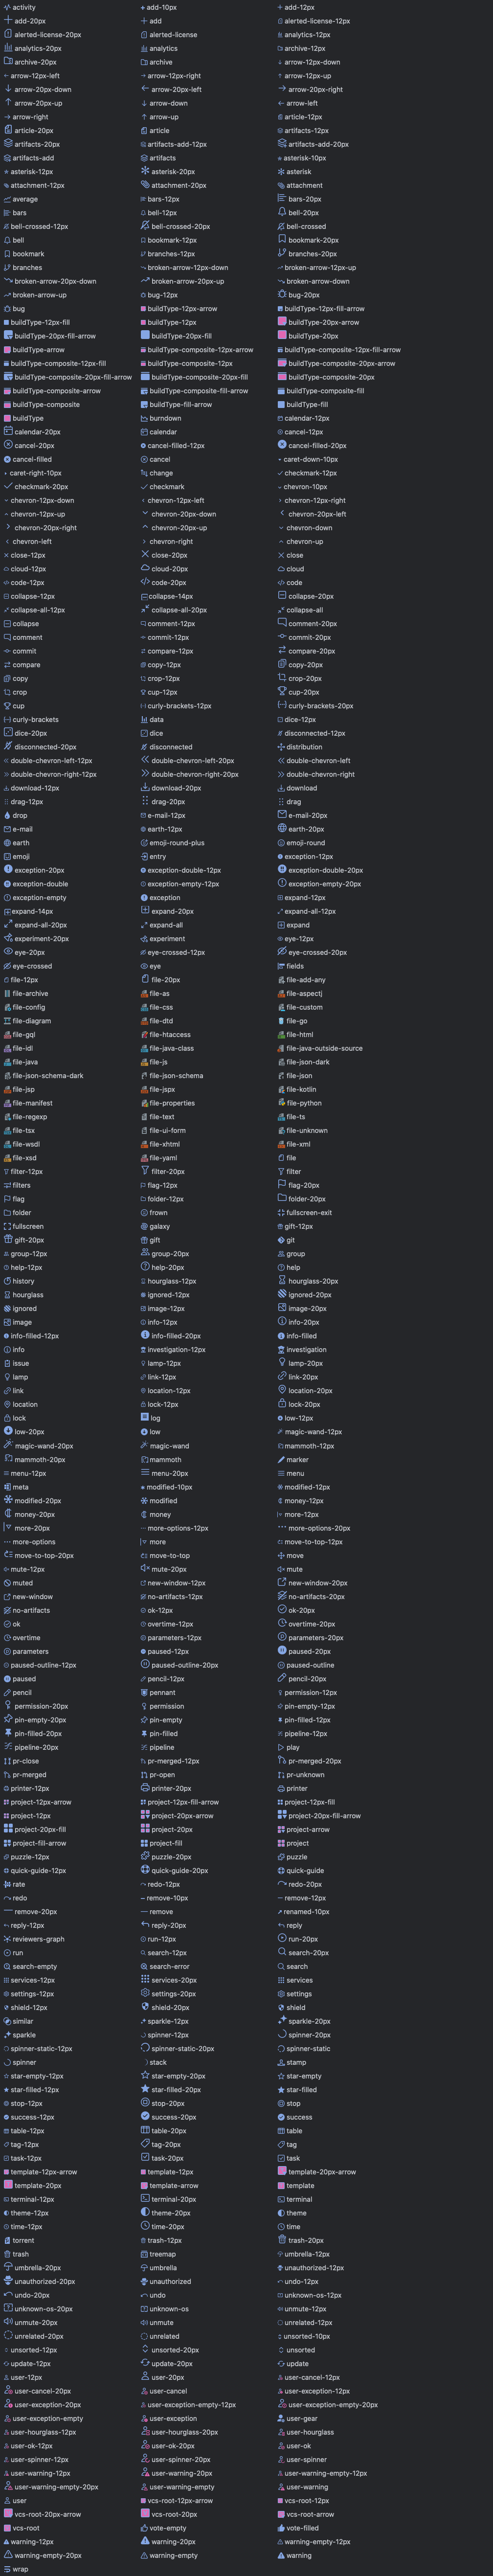 activity add-10px add-12px
add-20px add alerted-license-12px
alerted-license-20px alerted-license analytics-12px
analytics-20px analytics archive-12px
archive-20px archive arrow-12px-down
arrow-12px-left arrow-12px-right arrow-12px-up
arrow-20px-down arrow-20px-left arrow-20px-right
arrow-20px-up arrow-down arrow-left
arrow-right arrow-up article-12px
article-20px article artifacts-12px
artifacts-20px artifacts-add-12px artifacts-add-20px
artifacts-add artifacts asterisk-10px
asterisk-12px asterisk-20px asterisk
attachment-12px attachment-20px attachment
average bars-12px bars-20px
bars bell-12px bell-20px
bell-crossed-12px bell-crossed-20px bell-crossed
bell bookmark-12px bookmark-20px
bookmark branches-12px branches-20px
branches broken-arrow-12px-down broken-arrow-12px-up
broken-arrow-20px-down broken-arrow-20px-up broken-arrow-down
broken-arrow-up bug-12px bug-20px
bug buildType-12px-arrow buildType-12px-fill-arrow
buildType-12px-fill buildType-12px buildType-20px-arrow
buildType-20px-fill-arrow buildType-20px-fill buildType-20px
buildType-arrow buildType-composite-12px-arrow buildType-composite-12px-fill-arrow
buildType-composite-12px-fill buildType-composite-12px buildType-composite-20px-arrow
buildType-composite-20px-fill-arrow buildType-composite-20px-fill buildType-composite-20px
buildType-composite-arrow buildType-composite-fill-arrow buildType-composite-fill
buildType-composite buildType-fill-arrow buildType-fill
buildType burndown calendar-12px
calendar-20px calendar cancel-12px
cancel-20px cancel-filled-12px cancel-filled-20px
cancel-filled cancel caret-down-10px
caret-right-10px change checkmark-12px
checkmark-20px checkmark chevron-10px
chevron-12px-down chevron-12px-left chevron-12px-right
chevron-12px-up chevron-20px-down chevron-20px-left
chevron-20px-right chevron-20px-up chevron-down
chevron-left chevron-right chevron-up
close-12px close-20px close
cloud-12px cloud-20px cloud
code-12px code-20px code
collapse-12px collapse-14px collapse-20px
collapse-all-12px collapse-all-20px collapse-all
collapse comment-12px comment-20px
comment commit-12px commit-20px
commit compare-12px compare-20px
compare copy-12px copy-20px
copy crop-12px crop-20px
crop cup-12px cup-20px
cup curly-brackets-12px curly-brackets-20px
curly-brackets data dice-12px
dice-20px dice disconnected-12px
disconnected-20px disconnected distribution
double-chevron-left-12px double-chevron-left-20px double-chevron-left
double-chevron-right-12px double-chevron-right-20px double-chevron-right
download-12px download-20px download
drag-12px drag-20px drag
drop e-mail-12px e-mail-20px
e-mail earth-12px earth-20px
earth emoji-round-plus emoji-round
emoji entry exception-12px
exception-20px exception-double-12px exception-double-20px
exception-double exception-empty-12px exception-empty-20px
exception-empty exception expand-12px
expand-14px expand-20px expand-all-12px
expand-all-20px expand-all expand
experiment-20px experiment eye-12px
eye-20px eye-crossed-12px eye-crossed-20px
eye-crossed eye fields
file-12px file-20px file-add-any
file-archive file-as file-aspectj
file-config file-css file-custom
file-diagram file-dtd file-go
file-gql file-htaccess file-html
file-idl file-java-class file-java-outside-source
file-java file-js file-json-dark
file-json-schema-dark file-json-schema file-json
file-jsp file-jspx file-kotlin
file-manifest file-properties file-python
file-regexp file-text file-ts
file-tsx file-ui-form file-unknown
file-wsdl file-xhtml file-xml
file-xsd file-yaml file
filter-12px filter-20px filter
filters flag-12px flag-20px
flag folder-12px folder-20px
folder frown fullscreen-exit
fullscreen galaxy gift-12px
gift-20px gift git
group-12px group-20px group
help-12px help-20px help
history hourglass-12px hourglass-20px
hourglass ignored-12px ignored-20px
ignored image-12px image-20px
image info-12px info-20px
info-filled-12px info-filled-20px info-filled
info investigation-12px investigation
issue lamp-12px lamp-20px
lamp link-12px link-20px
link location-12px location-20px
location lock-12px lock-20px
lock log low-12px
low-20px low magic-wand-12px
magic-wand-20px magic-wand mammoth-12px
mammoth-20px mammoth marker
menu-12px menu-20px menu
meta modified-10px modified-12px
modified-20px modified money-12px
money-20px money more-12px
more-20px more-options-12px more-options-20px
more-options more move-to-top-12px
move-to-top-20px move-to-top move
mute-12px mute-20px mute
muted new-window-12px new-window-20px
new-window no-artifacts-12px no-artifacts-20px
no-artifacts ok-12px ok-20px
ok overtime-12px overtime-20px
overtime parameters-12px parameters-20px
parameters paused-12px paused-20px
paused-outline-12px paused-outline-20px paused-outline
paused pencil-12px pencil-20px
pencil pennant permission-12px
permission-20px permission pin-empty-12px
pin-empty-20px pin-empty pin-filled-12px
pin-filled-20px pin-filled pipeline-12px
pipeline-20px pipeline play
pr-close pr-merged-12px pr-merged-20px
pr-merged pr-open pr-unknown
printer-12px printer-20px printer
project-12px-arrow project-12px-fill-arrow project-12px-fill
project-12px project-20px-arrow project-20px-fill-arrow
project-20px-fill project-20px project-arrow
project-fill-arrow project-fill project
puzzle-12px puzzle-20px puzzle
quick-guide-12px quick-guide-20px quick-guide
rate redo-12px redo-20px
redo remove-10px remove-12px
remove-20px remove renamed-10px
reply-12px reply-20px reply
reviewers-graph run-12px run-20px
run search-12px search-20px
search-empty search-error search
services-12px services-20px services
settings-12px settings-20px settings
shield-12px shield-20px shield
similar sparkle-12px sparkle-20px
sparkle spinner-12px spinner-20px
spinner-static-12px spinner-static-20px spinner-static
spinner stack stamp
star-empty-12px star-empty-20px star-empty
star-filled-12px star-filled-20px star-filled
stop-12px stop-20px stop
success-12px success-20px success
table-12px table-20px table
tag-12px tag-20px tag
task-12px task-20px task
template-12px-arrow template-12px template-20px-arrow
template-20px template-arrow template
terminal-12px terminal-20px terminal
theme-12px theme-20px theme
time-12px time-20px time
torrent trash-12px trash-20px
trash treemap umbrella-12px
umbrella-20px umbrella unauthorized-12px
unauthorized-20px unauthorized undo-12px
undo-20px undo unknown-os-12px
unknown-os-20px unknown-os unmute-12px
unmute-20px unmute unrelated-12px
unrelated-20px unrelated unsorted-10px
unsorted-12px unsorted-20px unsorted
update-12px update-20px update
user-12px user-20px user-cancel-12px
user-cancel-20px user-cancel user-exception-12px
user-exception-20px user-exception-empty-12px user-exception-empty-20px
user-exception-empty user-exception user-gear
user-hourglass-12px user-hourglass-20px user-hourglass
user-ok-12px user-ok-20px user-ok
user-spinner-12px user-spinner-20px user-spinner
user-warning-12px user-warning-20px user-warning-empty-12px
user-warning-empty-20px user-warning-empty user-warning
user vcs-root-12px-arrow vcs-root-12px
vcs-root-20px-arrow vcs-root-20px vcs-root-arrow
vcs-root vote-empty vote-filled
warning-12px warning-20px warning-empty-12px
warning-empty-20px warning-empty warning
wrap